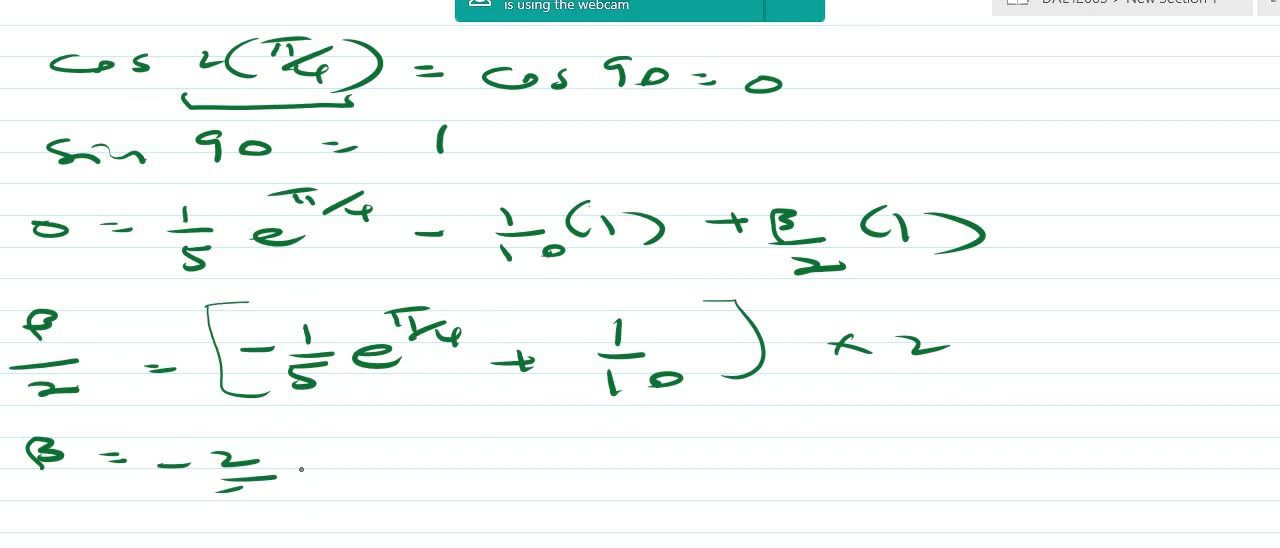 is using the webcam
cos 2(π/4) = cos 90 = 0
sin 90 = 1
0 = 1/5 e^π/4 - 1/10 (1) + β/2 (1)
β/2 = [-1/5 e^π/4 + 1/10] × 2
β = - 2